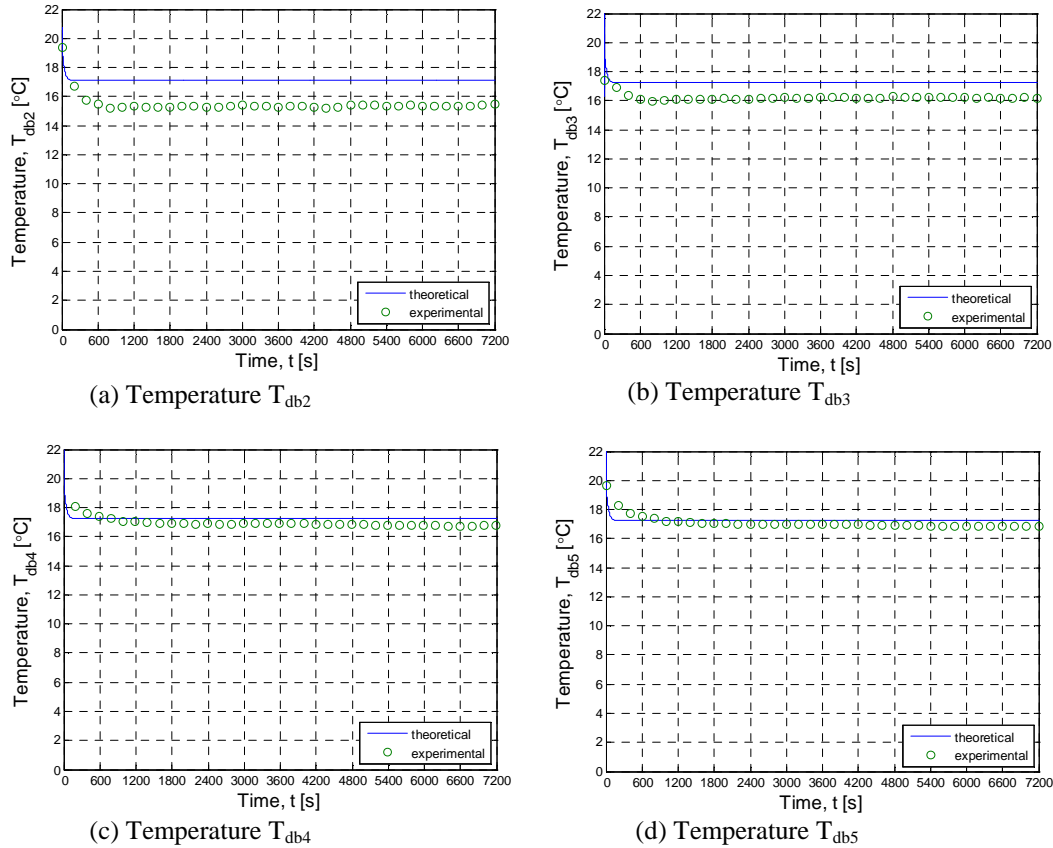 22
20
18
16
14
12
10
8
6
4
2
0
Temperature, T_db2 [°C]
theoretical
experimental
0 600 1200 1800 2400 3000 3600 4200 4800 5400 6000 6600 7200
Time, t [s]
(a) Temperature T_db2
22
20
18
16
14
12
10
8
6
4
2
0
Temperature, T_db3 [°C]
theoretical
experimental
0 600 1200 1800 2400 3000 3600 4200 4800 5400 6000 6600 7200
Time, t [s]
(b) Temperature T_db3
22
20
18
16
14
12
10
8
6
4
2
0
Temperature, T_db4 [°C]
theoretical
experimental
0 600 1200 1800 2400 3000 3600 4200 4800 5400 6000 6600 7200
Time, t [s]
(c) Temperature T_db4
22
20
18
16
14
12
10
8
6
4
2
0
Temperature, T_db5 [°C]
theoretical
experimental
0 600 1200 1800 2400 3000 3600 4200 4800 5400 6000 6600 7200
Time, t [s]
(d) Temperature T_db5